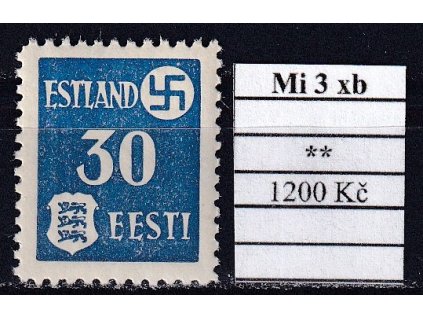 ESTLAND
30
EESTI
Mi 3 xb
**
1200 Kč